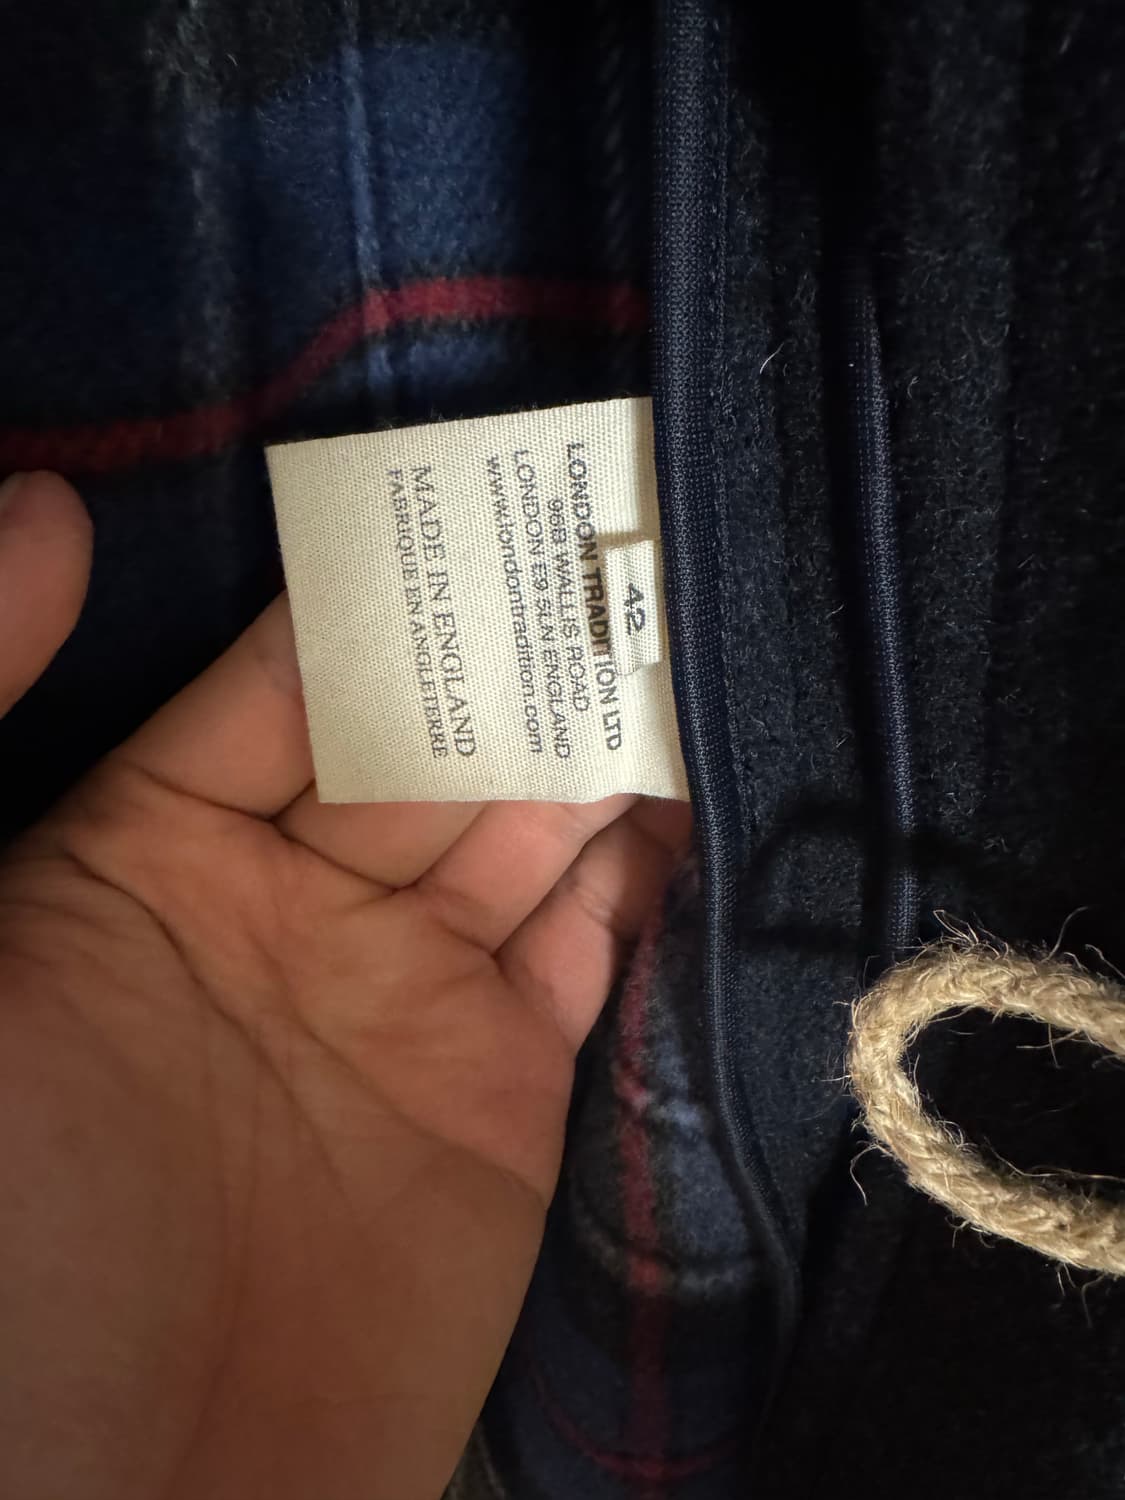 42
LONDON TRADITION LTD
96B WALLIS ROAD
LONDON E9 5LN ENGLAND
www.londontradition.com
MADE IN ENGLAND
FABRIQUE EN ANGLETERRE